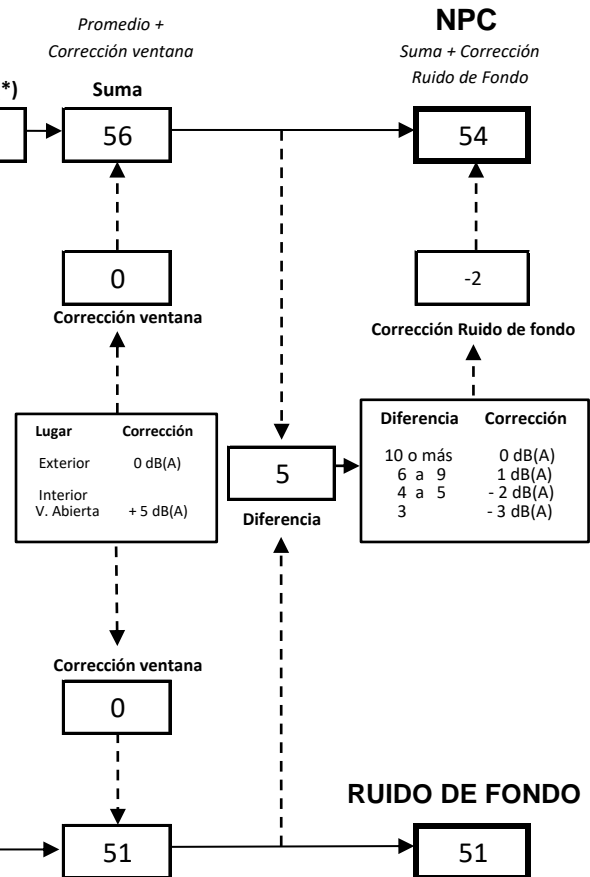 Promedio +
Corrección ventana
NPC
Suma + Corrección
Ruido de Fondo
*)
Suma
56
54
0
-2
Corrección ventana
Corrección Ruido de fondo
Lugar Corrección
Exterior 0 dB(A)
Interior
V. Abierta + 5 dB(A)
5
Diferencia
Diferencia Corrección
10 o más 0 dB(A)
6 a 9 1 dB(A)
4 a 5 - 2 dB(A)
3 - 3 dB(A)
Corrección ventana
0
RUIDO DE FONDO
51
51